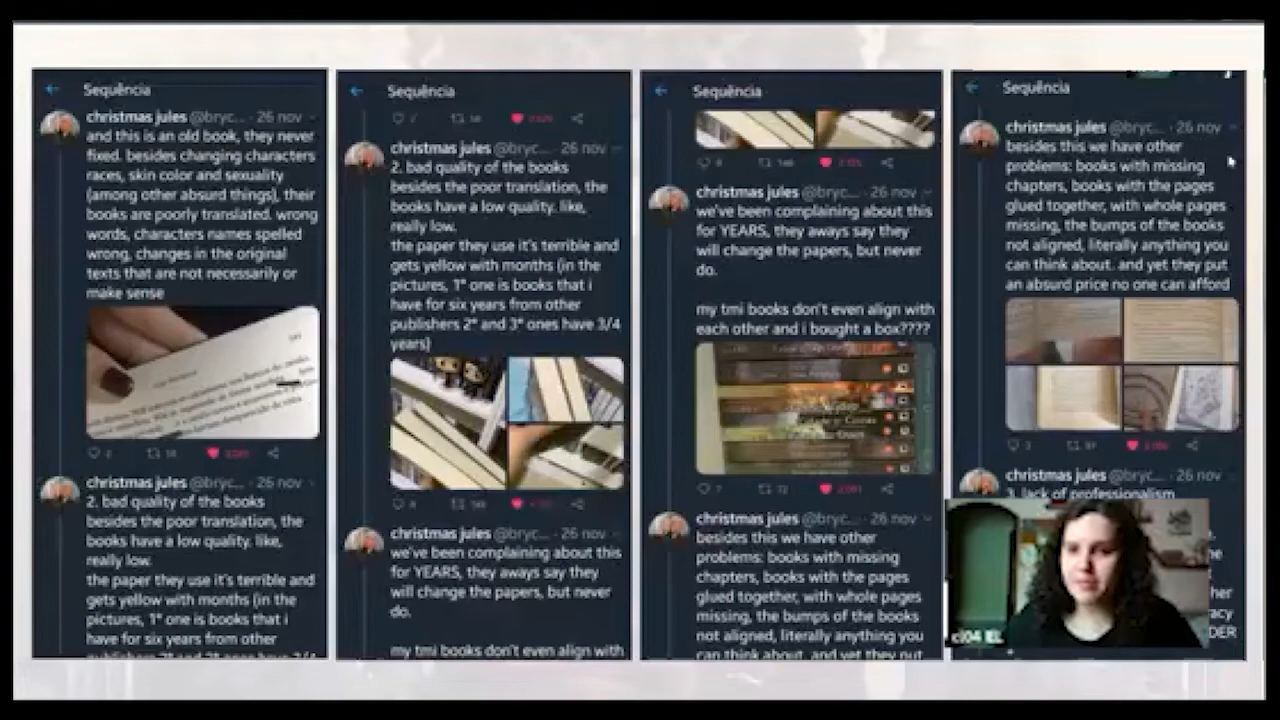 Sequência
christmas jules @bryc... · 26 nov
and this is an old book, they never
fixed. besides changing characters
races, skin color and sexuality
(among other absurd things), their
books are poorly translated. wrong
words, characters names spelled
wrong, changes in the original
texts that are not necessarily or
make sense
christmas jules @bryc... · 26 nov
2. bad quality of the books
besides the poor translation, the
books have a low quality. like,
really low.
the paper they use it's terrible and
gets yellow with months (in the
pictures, 1° one is books that i
have for six years from other
Sequência
christmas jules @bryc... · 26 nov
2. bad quality of the books
besides the poor translation, the
books have a low quality. like,
really low.
the paper they use it's terrible and
gets yellow with months (in the
pictures, 1° one is books that i
have for six years from other
publishers 2° and 3° ones have 3/4
years)
christmas jules @bryc... · 26 nov
we've been complaining about this
for YEARS, they aways say they
will change the papers, but never
do.
my tmi books don't even align with
Sequência
christmas jules @bryc... · 26 nov
we've been complaining about this
for YEARS, they aways say they
will change the papers, but never
do.
my tmi books don't even align with
each other and i bought a box????
christmas jules @bryc... · 26 nov
besides this we have other
problems: books with missing
chapters, books with the pages
glued together, with whole pages
missing, the bumps of the books
not aligned, literally anything you
can think about. and yet they put
Sequência
christmas jules @bryc... · 26 nov
besides this we have other
problems: books with missing
chapters, books with the pages
glued together, with whole pages
missing, the bumps of the books
not aligned, literally anything you
can think about. and yet they put
an absurd price no one can afford
christmas jules @bryc... · 26 nov
3. lack of professionalism